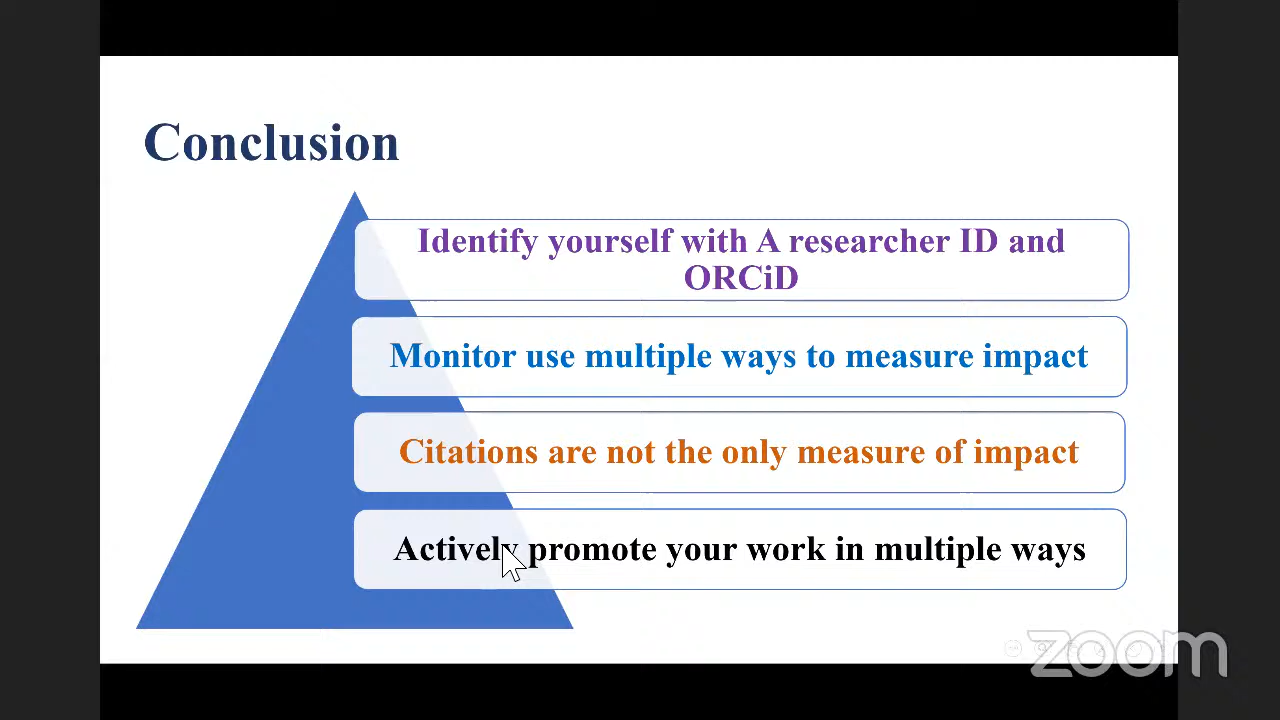 Conclusion
Identify yourself with A researcher ID and
ORCiD
Monitor use multiple ways to measure impact
Citations are not the only measure of impact
Actively promote your work in multiple ways
zoom